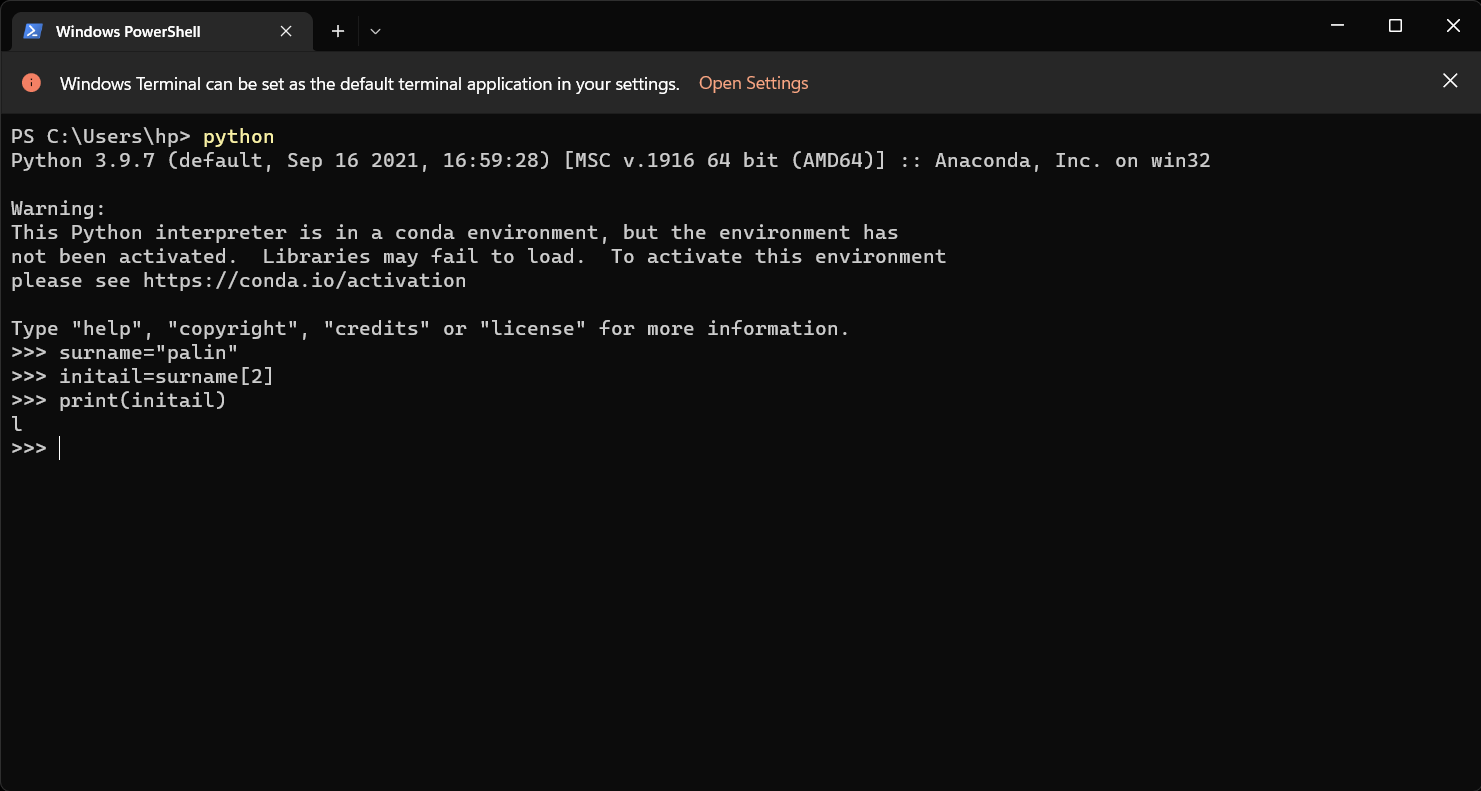 Windows PowerShell
Windows Terminal can be set as the default terminal application in your settings. Open Settings
PS C:\Users\hp> python
Python 3.9.7 (default, Sep 16 2021, 16:59:28) [MSC v.1916 64 bit (AMD64)] :: Anaconda, Inc. on win32
Warning:
This Python interpreter is in a conda environment, but the environment has
not been activated.  Libraries may fail to load.  To activate this environment
please see https://conda.io/activation
Type "help", "copyright", "credits" or "license" for more information.
>>> surname="palin"
>>> initail=surname[2]
>>> print(initail)
l
>>>